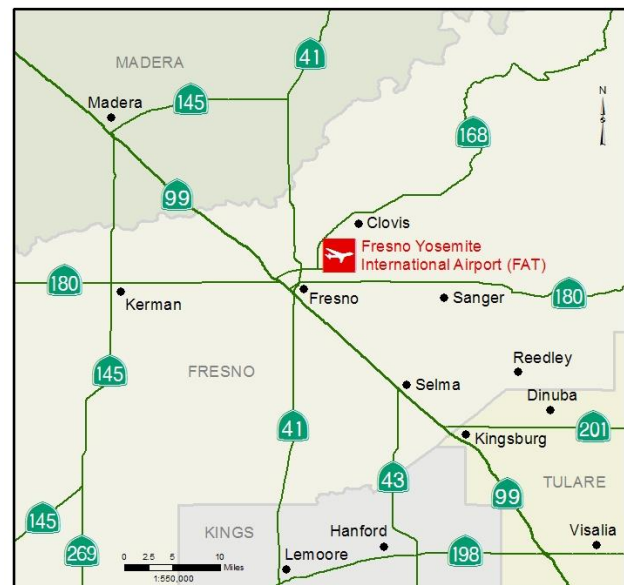 41
MADERA
N
145
Madera
168
99
Clovis
Fresno Yosemite
International Airport (FAT)
180
Kerman
Fresno
Sanger
180
Reedley
145
FRESNO
Selma
Dinuba
41
Kingsburg
201
43
TULARE
99
145
KINGS
Hanford
Visalia
269
0 2.5 5 10
Miles
1:550,000
Lemoore
198